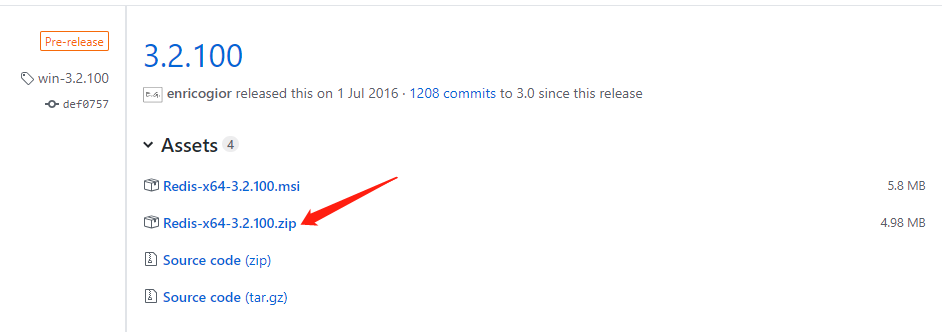 Pre-release
win-3.2.100
def0757
3.2.100
E.G. enricogior released this on 1 Jul 2016 · 1208 commits to 3.0 since this release
Assets 4
Redis-x64-3.2.100.msi 5.8 MB
Redis-x64-3.2.100.zip 4.98 MB
Source code (zip)
Source code (tar.gz)